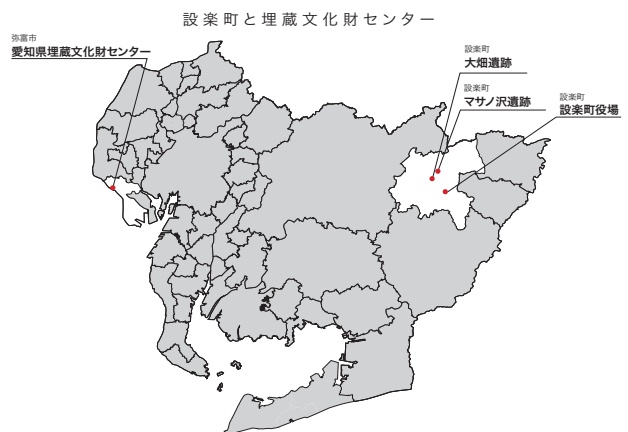 設楽町と埋蔵文化財センター
弥富市
愛知県埋蔵文化財センター
設楽町
大畑遺跡
設楽町
マサノ沢遺跡
設楽町
設楽町役場